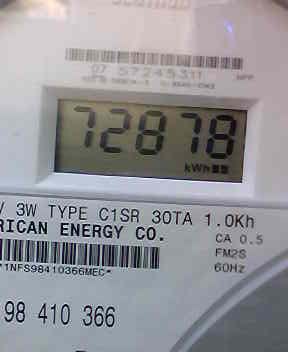 07 57245311
72878
kWh
V 3W TYPE C1SR 30TA 1.0Kh
RICAN ENERGY CO.
CA 0.5
FM2S
60Hz
*1NFS98410366MEC*
98 410 366